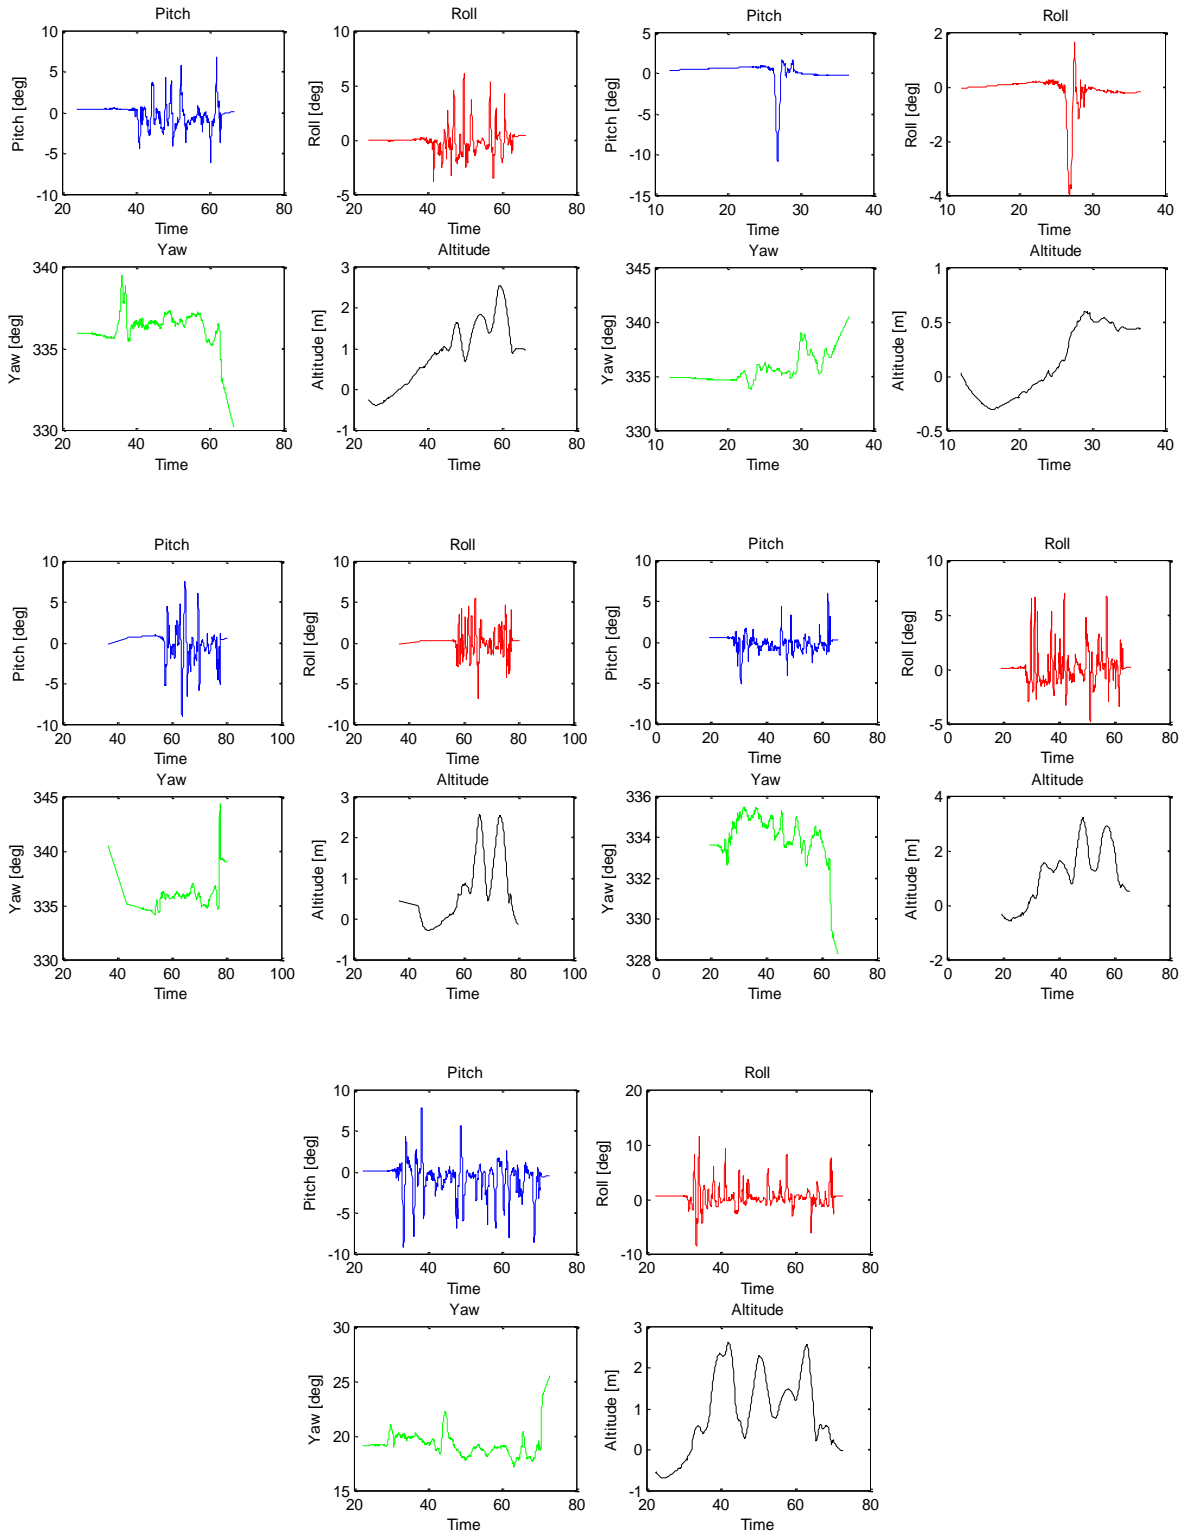 Pitch
Roll
Pitch
Roll
10
5
0
-5
-10
Pitch [deg]
20 40 60 80
Time
10
5
0
-5
Roll [deg]
20 40 60 80
Time
5
0
-5
-10
-15
Pitch [deg]
10 20 30 40
Time
2
0
-2
-4
Roll [deg]
10 20 30 40
Time
Yaw
Altitude
Yaw
Altitude
340
335
330
Yaw [deg]
20 40 60 80
Time
3
2
1
0
-1
Altitude [m]
20 40 60 80
Time
345
340
335
330
Yaw [deg]
10 20 30 40
Time
1
0.5
0
-0.5
Altitude [m]
10 20 30 40
Time
Pitch
Roll
Pitch
Roll
10
5
0
-5
-10
Pitch [deg]
20 40 60 80 100
Time
10
5
0
-5
-10
Roll [deg]
20 40 60 80 100
Time
10
5
0
-5
-10
Pitch [deg]
0 20 40 60 80
Time
10
5
0
-5
Roll [deg]
0 20 40 60 80
Time
Yaw
Altitude
Yaw
Altitude
345
340
335
330
Yaw [deg]
20 40 60 80 100
Time
3
2
1
0
-1
Altitude [m]
20 40 60 80 100
Time
336
334
332
330
328
Yaw [deg]
0 20 40 60 80
Time
4
2
0
-2
Altitude [m]
0 20 40 60 80
Time
Pitch
Roll
10
5
0
-5
-10
Pitch [deg]
20 40 60 80
Time
20
10
0
-10
Roll [deg]
20 40 60 80
Time
Yaw
Altitude
30
25
20
15
Yaw [deg]
20 40 60 80
Time
3
2
1
0
-1
Altitude [m]
20 40 60 80
Time